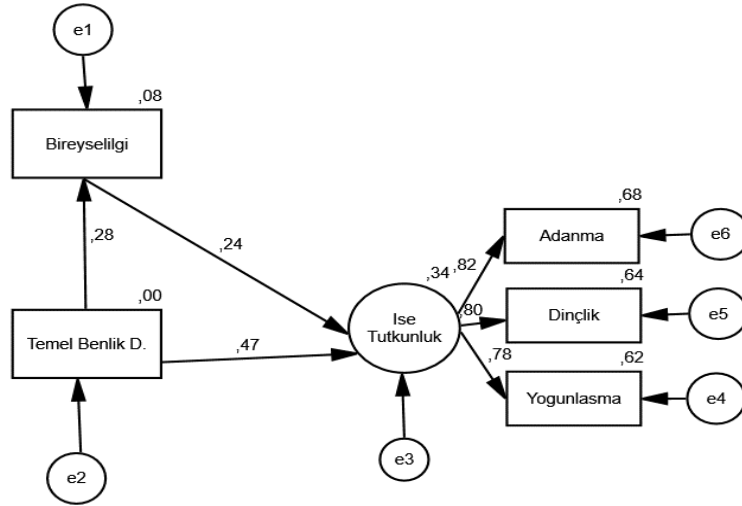 e1
,08
Bireyselilgi
,28
,24
,00
Temel Benlik D.
,47
e2
,34
Ise
Tutkunluk
e3
,82
,80
,78
,68
Adanma
e6
,64
Dinçlik
e5
,62
Yogunlasma
e4